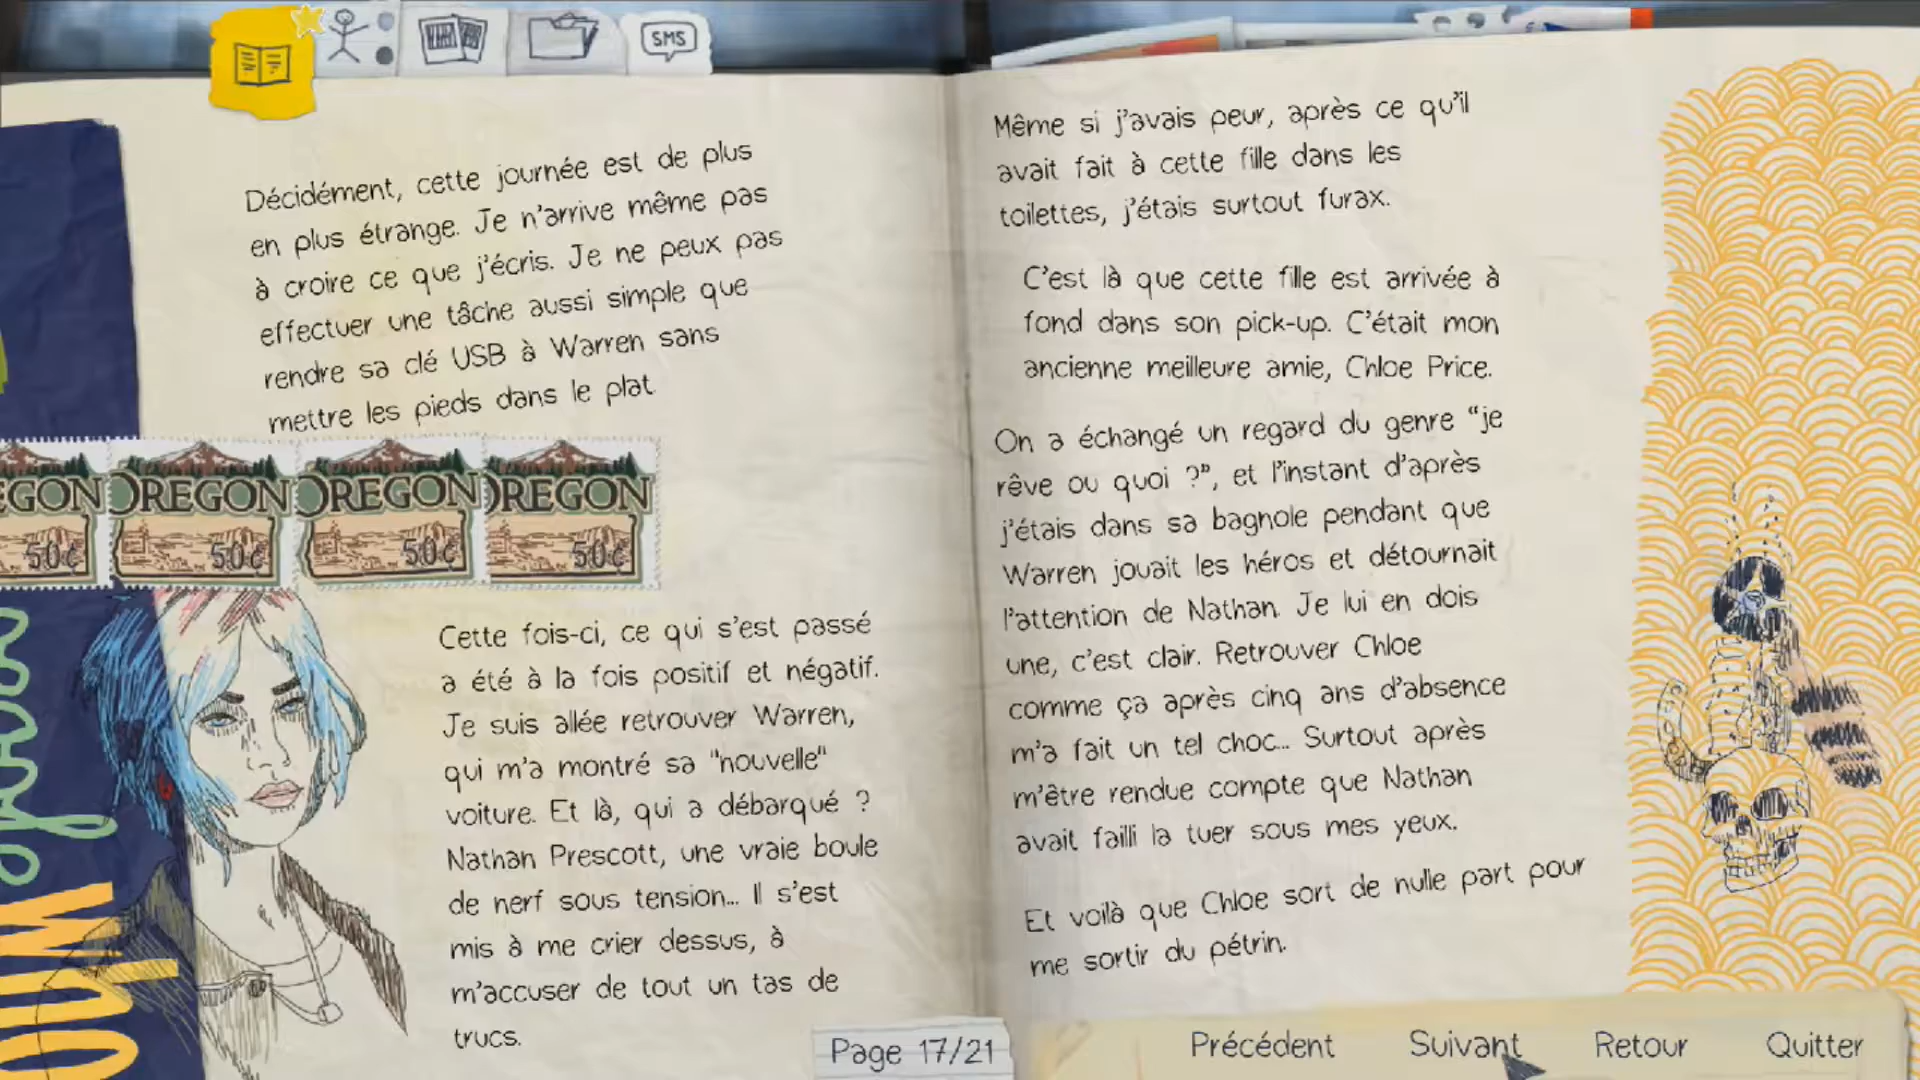 SMS
Décidément, cette journée est de plus
en plus étrange. Je n'arrive même pas
à croire ce que j'écris. Je ne peux pas
effectuer une tâche aussi simple que
rendre sa clé USB à Warren sans
mettre les pieds dans le plat.
EGON
OREGON
OREGON
OREGON
50¢
50¢
50¢
50¢
Cette fois-ci, ce qui s'est passé
a été à la fois positif et négatif.
Je suis allée retrouver Warren,
qui m'a montré sa "nouvelle"
voiture. Et là, qui a débarqué ?
Nathan Prescott, une vraie boule
de nerf sous tension... Il s'est
mis à me crier dessus, à
m'accuser de tout un tas de
trucs.
who
Même si j'avais peur, après ce qu'il
avait fait à cette fille dans les
toilettes, j'étais surtout furax.
C'est là que cette fille est arrivée à
fond dans son pick-up. C'était mon
ancienne meilleure amie, Chloe Price.
On a échangé un regard du genre “je
rêve ou quoi ?”, et l'instant d'après
j'étais dans sa bagnole pendant que
Warren jouait les héros et détournait
l'attention de Nathan. Je lui en dois
une, c'est clair. Retrouver Chloe
comme ça après cinq ans d'absence
m'a fait un tel choc... Surtout après
m'être rendue compte que Nathan
avait failli la tuer sous mes yeux.
Et voilà que Chloe sort de nulle part pour
me sortir du pétrin.
Page 17/21
Précédent Suivant Retour Quitter